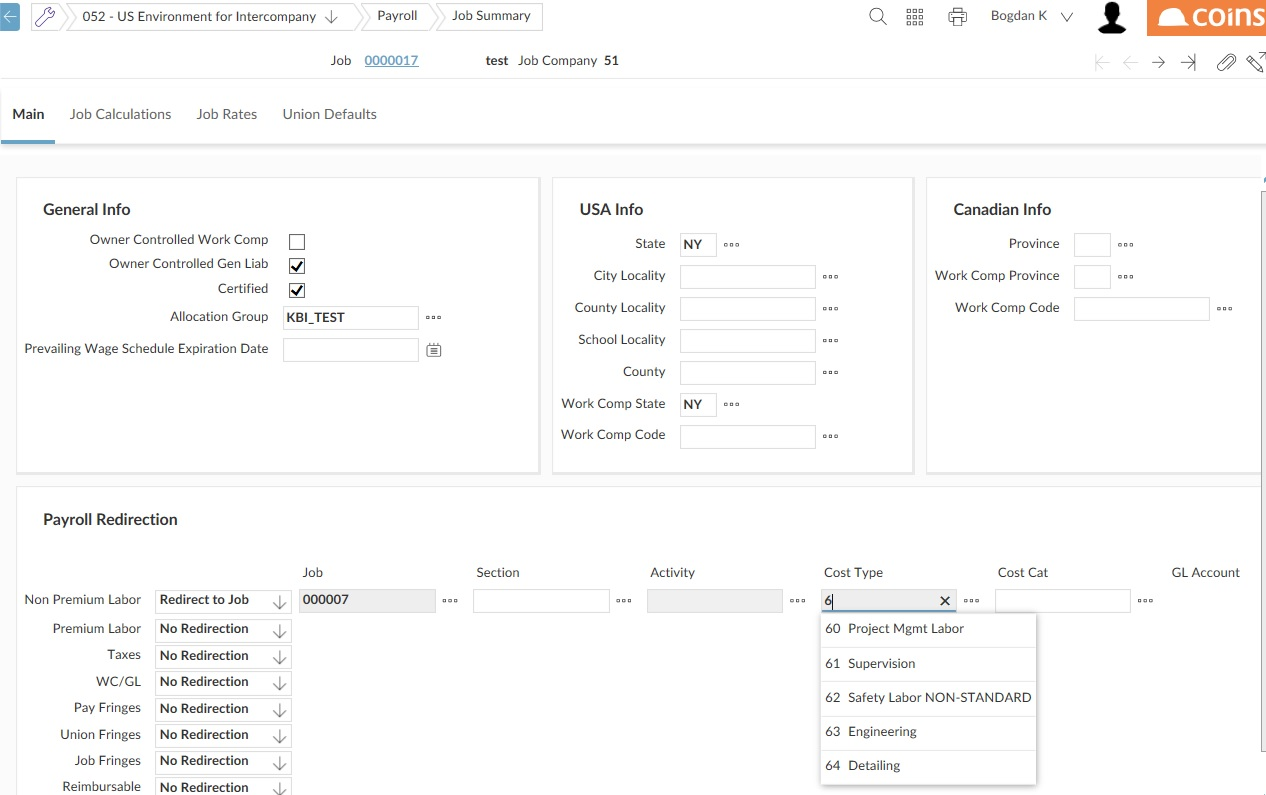 052 - US Environment for Intercompany Payroll Job Summary Bogdan K coins
Job 0000017 test Job Company 51
Main Job Calculations Job Rates Union Defaults
General Info
Owner Controlled Work Comp
Owner Controlled Gen Liab
Certified
Allocation Group KBI_TEST
Prevailing Wage Schedule Expiration Date
USA Info
State NY
City Locality
County Locality
School Locality
County
Work Comp State NY
Work Comp Code
Canadian Info
Province
Work Comp Province
Work Comp Code
Payroll Redirection
Job Section Activity Cost Type Cost Cat GL Account
Non Premium Labor Redirect to Job 000007 6
Premium Labor No Redirection
Taxes No Redirection
WC/GL No Redirection
Pay Fringes No Redirection
Union Fringes No Redirection
Job Fringes No Redirection
Reimbursable No Redirection
60 Project Mgmt Labor
61 Supervision
62 Safety Labor NON-STANDARD
63 Engineering
64 Detailing